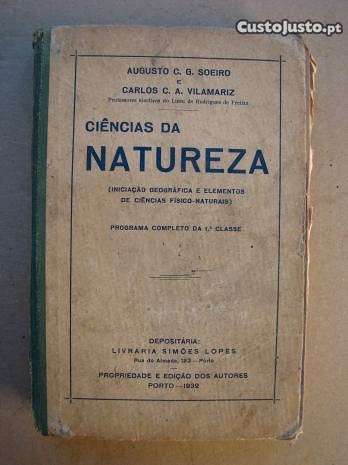 CustoJusto.pt
AUGUSTO C. G. SOEIRO
E
CARLOS C. A. VILAMARIZ
Professores efectivos do Liceu de Rodrigues de Freitas
CIÊNCIAS DA
NATUREZA
(INICIAÇÃO GEOGRÁFICA E ELEMENTOS
DE CIÊNCIAS FÍSICO-NATURAIS)
PROGRAMA COMPLETO DA 1.ª CLASSE
DEPOSITÁRIA:
LIVRARIA SIMÕES LOPES
Rua do Almada, 123 — Pôrto
PROPRIEDADE E EDIÇÃO DOS AUTORES
PORTO—1932